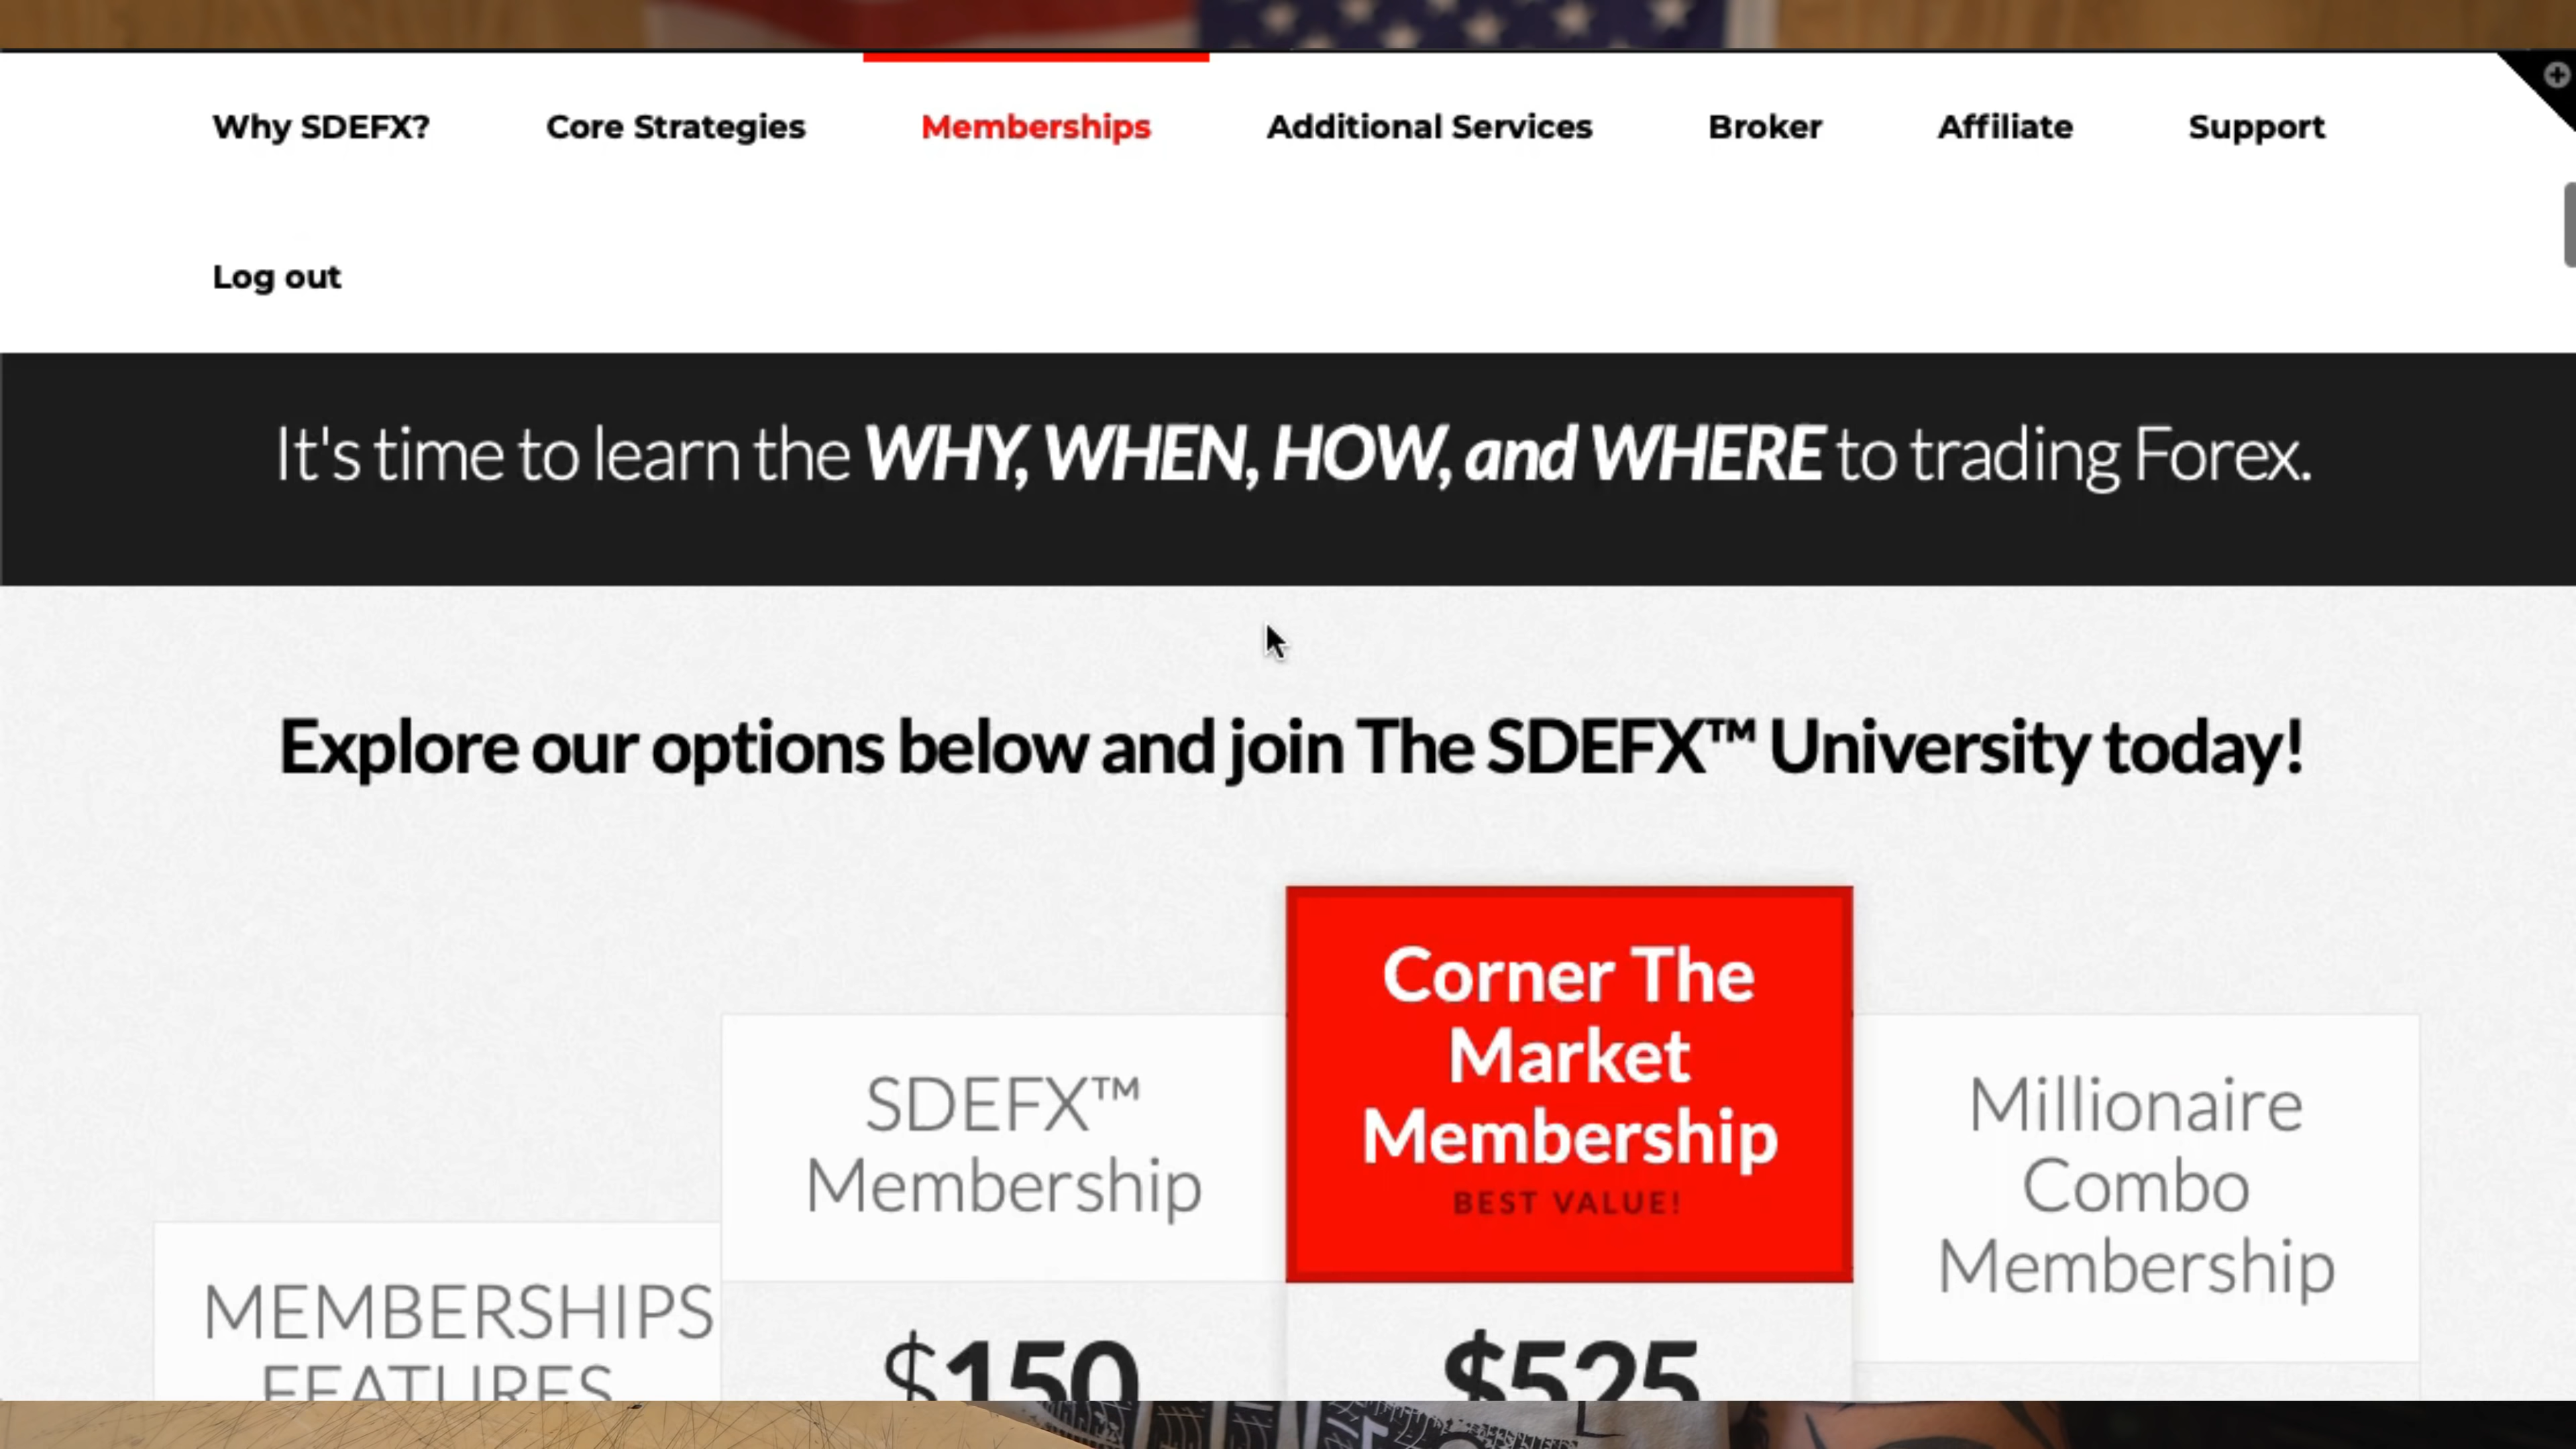 Why SDEFX? Core Strategies Memberships Additional Services Broker Affiliate Support
Log out
It's time to learn the WHY, WHEN, HOW, and WHERE to trading Forex.
Explore our options below and join The SDEFX™ University today!
SDEFX™
Membership
$150
Corner The
Market
Membership
BEST VALUE!
$525
Millionaire
Combo
Membership
MEMBERSHIPS
FEATURES